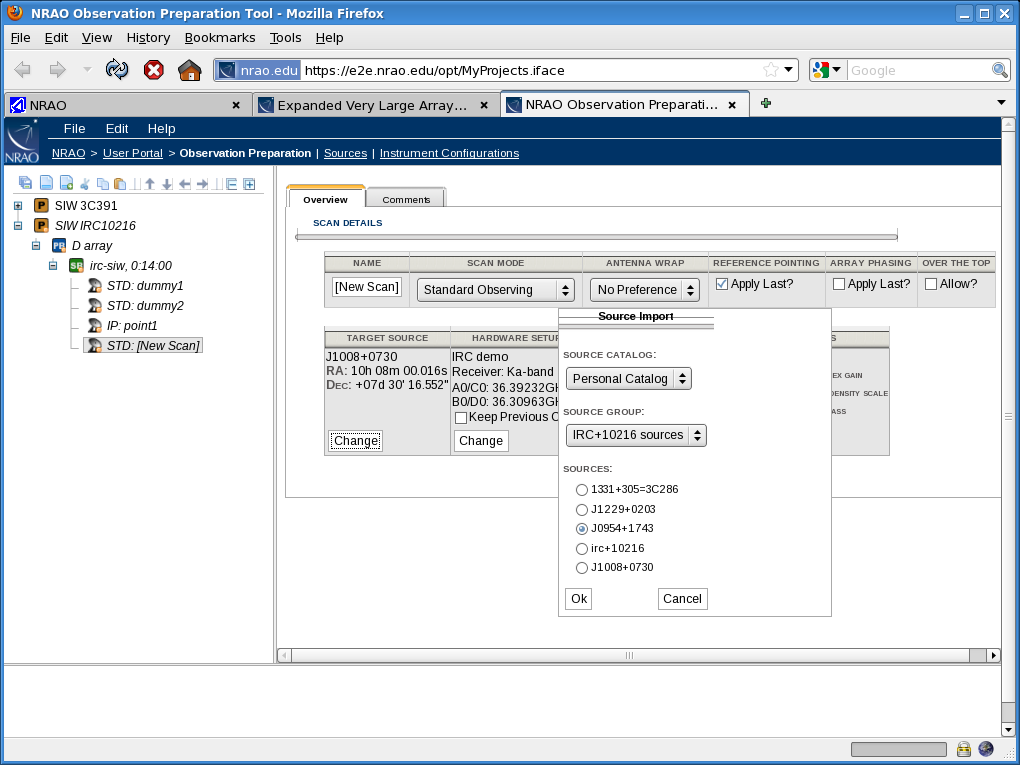 NRAO Observation Preparation Tool - Mozilla Firefox
File Edit View History Bookmarks Tools Help
nrao.edu https://e2e.nrao.edu/opt/MyProjects.iface Google
NRAO Expanded Very Large Array... NRAO Observation Preparati...
File Edit Help
NRAO NRAO > User Portal > Observation Preparation | Sources | Instrument Configurations
SIW 3C391
SIW IRC10216
D array
irc-siw, 0:14:00
STD: dummy1
STD: dummy2
IP: point1
STD: [New Scan]
Overview Comments
SCAN DETAILS
NAME SCAN MODE ANTENNA WRAP REFERENCE POINTING ARRAY PHASING OVER THE TOP
[New Scan] Standard Observing No Preference Apply Last? Apply Last? Allow?
TARGET SOURCE HARDWARE SETUP S
J1008+0730 IRC demo
RA: 10h 08m 00.016s Receiver: Ka-band
DEC: +07d 30' 16.552" A0/C0: 36.39232GH
B0/D0: 36.30963GH
Keep Previous C
Change Change
EX GAIN
DENSITY SCALE
ASS
Source Import
SOURCE CATALOG:
Personal Catalog
SOURCE GROUP:
IRC+10216 sources
SOURCES:
1331+305=3C286
J1229+0203
J0954+1743
irc+10216
J1008+0730
Ok Cancel